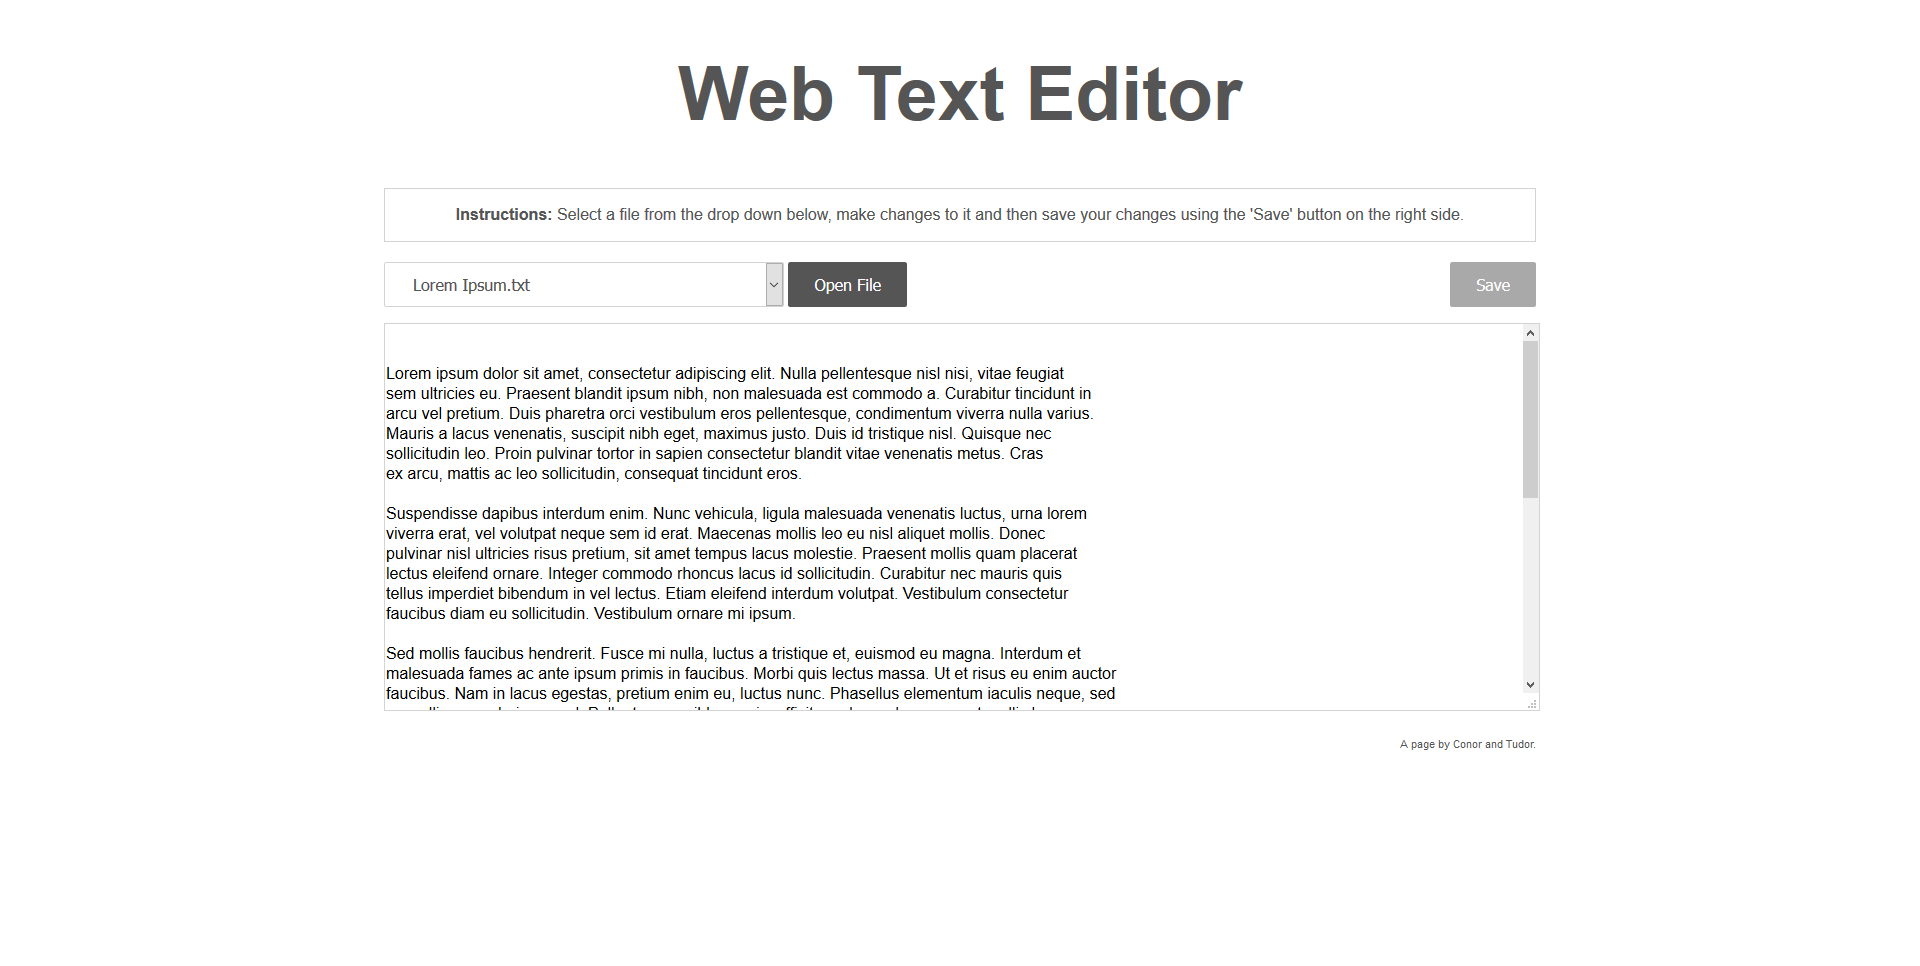 Web Text Editor
Instructions: Select a file from the drop down below, make changes to it and then save your changes using the 'Save' button on the right side.
Lorem Ipsum.txt
Open File
Save
Lorem ipsum dolor sit amet, consectetur adipiscing elit. Nulla pellentesque nisl nisi, vitae feugiat
sem ultricies eu. Praesent blandit ipsum nibh, non malesuada est commodo a. Curabitur tincidunt in
arcu vel pretium. Duis pharetra orci vestibulum eros pellentesque, condimentum viverra nulla varius.
Mauris a lacus venenatis, suscipit nibh eget, maximus justo. Duis id tristique nisl. Quisque nec
sollicitudin leo. Proin pulvinar tortor in sapien consectetur blandit vitae venenatis metus. Cras
ex arcu, mattis ac leo sollicitudin, consequat tincidunt eros.
Suspendisse dapibus interdum enim. Nunc vehicula, ligula malesuada venenatis luctus, urna lorem
viverra erat, vel volutpat neque sem id erat. Maecenas mollis leo eu nisl aliquet mollis. Donec
pulvinar nisl ultricies risus pretium, sit amet tempus lacus molestie. Praesent mollis quam placerat
lectus eleifend ornare. Integer commodo rhoncus lacus id sollicitudin. Curabitur nec mauris quis
tellus imperdiet bibendum in vel lectus. Etiam eleifend interdum volutpat. Vestibulum consectetur
faucibus diam eu sollicitudin. Vestibulum ornare mi ipsum.
Sed mollis faucibus hendrerit. Fusce mi nulla, luctus a tristique et, euismod eu magna. Interdum et
malesuada fames ac ante ipsum primis in faucibus. Morbi quis lectus massa. Ut et risus eu enim auctor
faucibus. Nam in lacus egestas, pretium enim eu, luctus nunc. Phasellus elementum iaculis neque, sed
A page by Conor and Tudor.